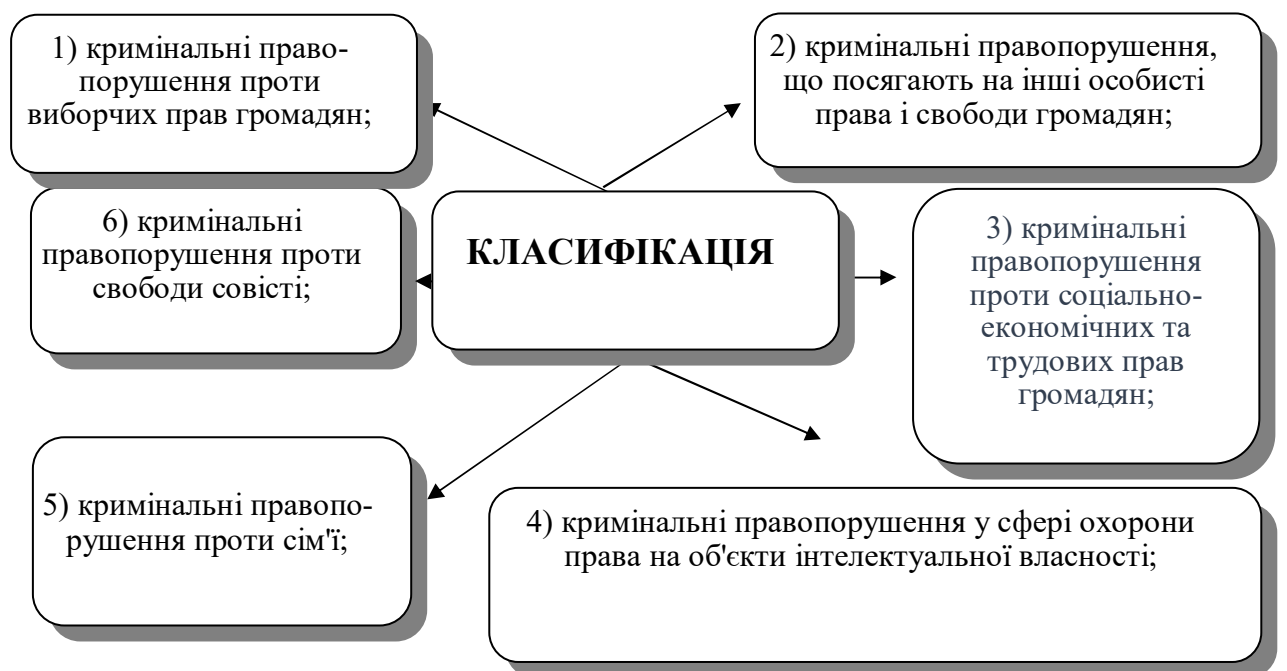 1) кримінальні право-
порушення проти
виборчих прав громадян;
2) кримінальні правопорушення,
що посягають на інші особисті
права і свободи громадян;
6) кримінальні
правопорушення проти
свободи совісті;
КЛАСИФІКАЦІЯ
3) кримінальні
правопорушення
проти соціально-
економічних та
трудових прав
громадян;
5) кримінальні правопо-
рушення проти сім'ї;
4) кримінальні правопорушення у сфері охорони
права на об'єкти інтелектуальної власності;